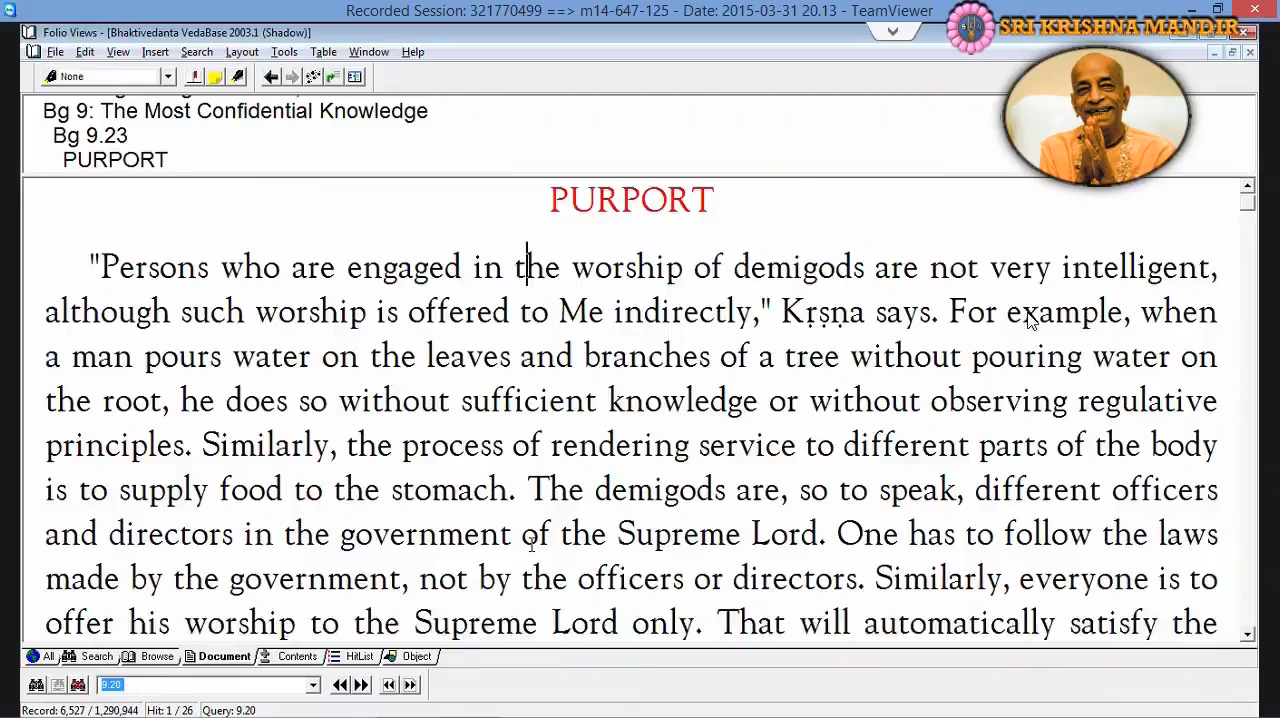 Recorded Session: 321770499 ==> m14-647-125 - Date: 2015-03-31 20.13 - TeamViewer
SRI KRISHNA MANDIR
Folio Views - [Bhaktivedanta VedaBase 2003.1 (Shadow)]
File Edit View Insert Search Layout Tools Table Window Help
None
Bg 9: The Most Confidential Knowledge
Bg 9.23
PURPORT
PURPORT
"Persons who are engaged in the worship of demigods are not very intelligent,
although such worship is offered to Me indirectly," Kṛṣṇa says. For example, when
a man pours water on the leaves and branches of a tree without pouring water on
the root, he does so without sufficient knowledge or without observing regulative
principles. Similarly, the process of rendering service to different parts of the body
is to supply food to the stomach. The demigods are, so to speak, different officers
and directors in the government of the Supreme Lord. One has to follow the laws
made by the government, not by the officers or directors. Similarly, everyone is to
offer his worship to the Supreme Lord only. That will automatically satisfy the
All Search Browse Document Contents HitList Object
9.20
Record: 6,527 / 1,290,944 Hit: 1 / 26 Query: 9.20